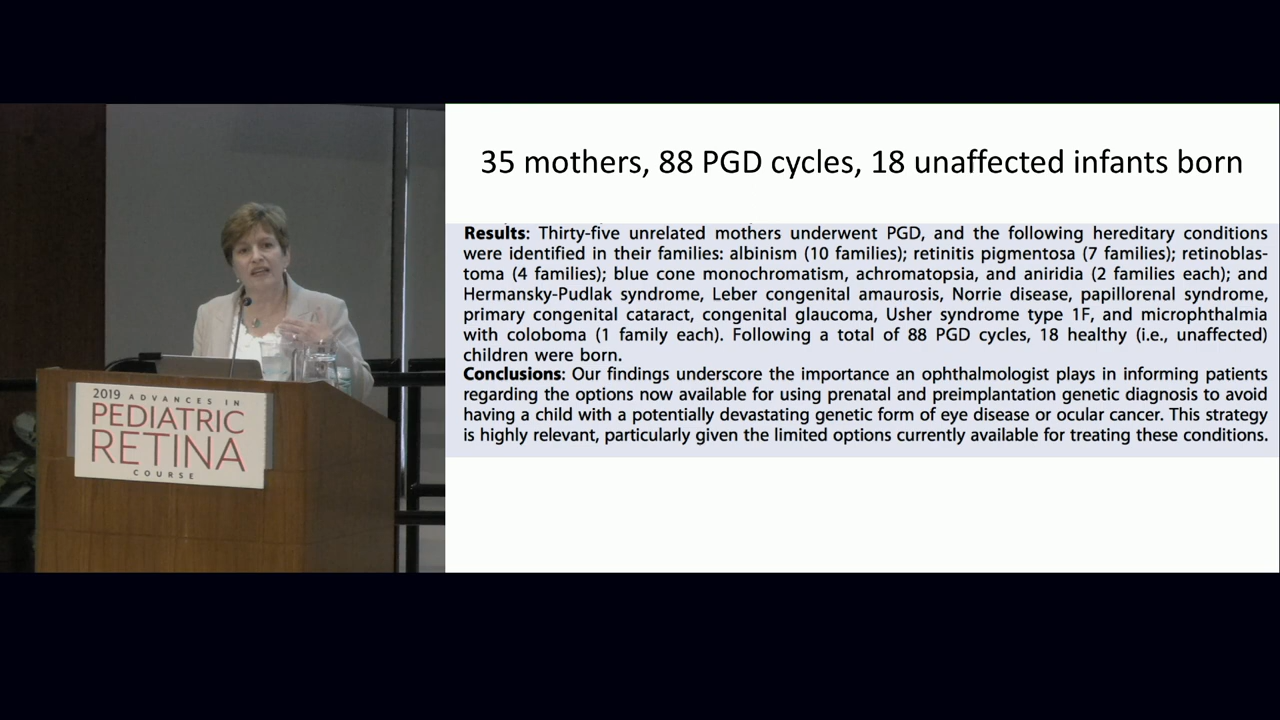 35 mothers, 88 PGD cycles, 18 unaffected infants born
Results: Thirty-five unrelated mothers underwent PGD, and the following hereditary conditions
were identified in their families: albinism (10 families); retinitis pigmentosa (7 families); retinoblas-
toma (4 families); blue cone monochromatism, achromatopsia, and aniridia (2 families each); and
Hermansky-Pudlak syndrome, Leber congenital amaurosis, Norrie disease, papillorenal syndrome,
primary congenital cataract, congenital glaucoma, Usher syndrome type 1F, and microphthalmia
with coloboma (1 family each). Following a total of 88 PGD cycles, 18 healthy (i.e., unaffected)
children were born.
Conclusions: Our findings underscore the importance an ophthalmologist plays in informing patients
regarding the options now available for using prenatal and preimplantation genetic diagnosis to avoid
having a child with a potentially devastating genetic form of eye disease or ocular cancer. This strategy
is highly relevant, particularly given the limited options currently available for treating these conditions.
2019 ADVANCES IN
PEDIATRIC
RETINA
COURSE